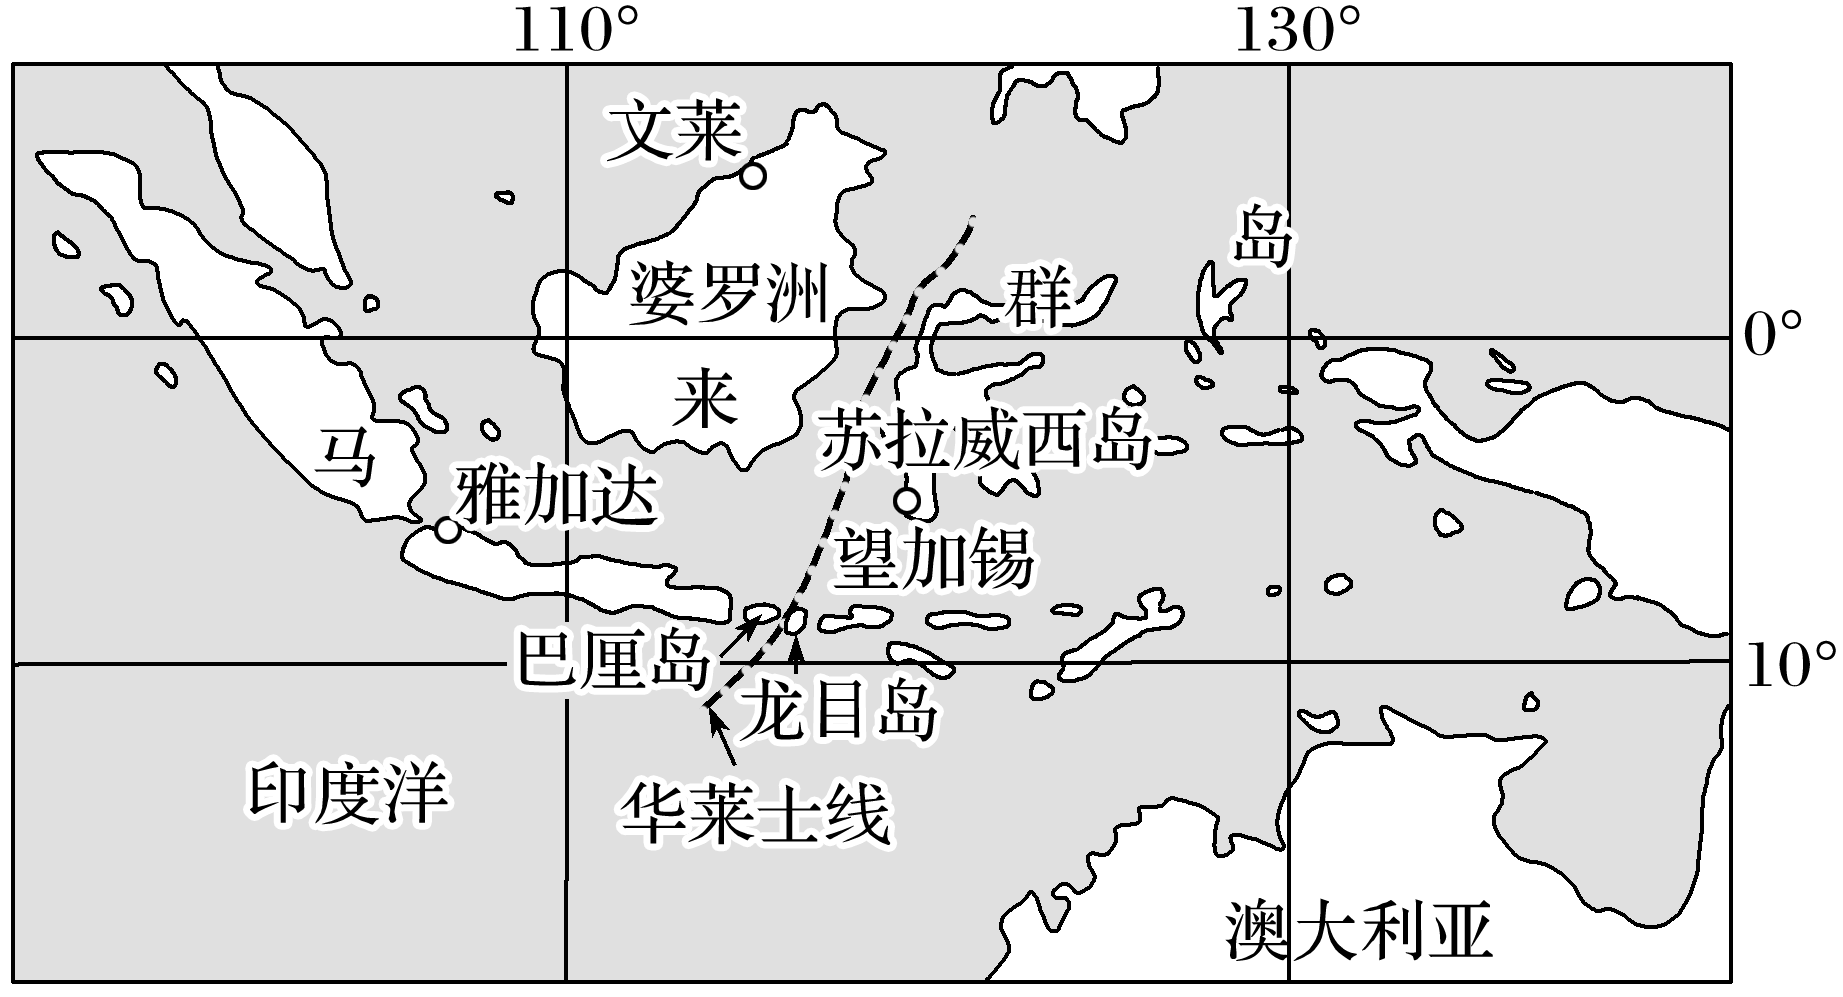 110°
130°
文莱
岛
婆罗洲
群
0°
来
苏拉威西岛
马
雅加达
望加锡
巴厘岛
10°
龙目岛
印度洋
华莱士线
澳大利亚